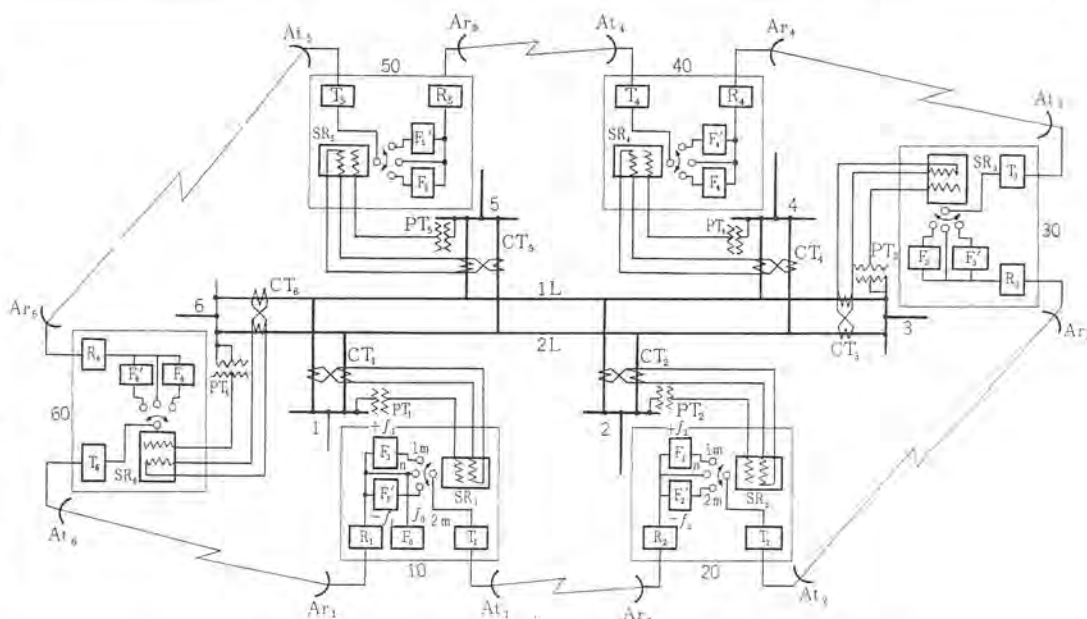 At₅
Ar₅
At₄
Ar₄
50
40
T₅
R₅
T₄
R₄
At₃
SR₅
F₅'
F₅
SR₄
F₄'
F₄
SR₃
T₃
30
F₃
F₃'
R₃
5
4
PT₅
CT₅
PT₄
CT₄
PT₃
Ar₆
6
CT₆
1L
2L
3
CT₃
R₆
F₆'
F₆
PT₆
60
T₆
SR₆
At₆
CT₁
CT₂
PT₁
PT₂
1
2
F₁
1m
n
F₁'
f₀
2m
SR₁
R₁
F₀
T₁
10
+f₂
F₂
1m
n
F₂'
2m
−f₂
SR₂
R₂
T₂
20
Ar₁
At₁
At₂